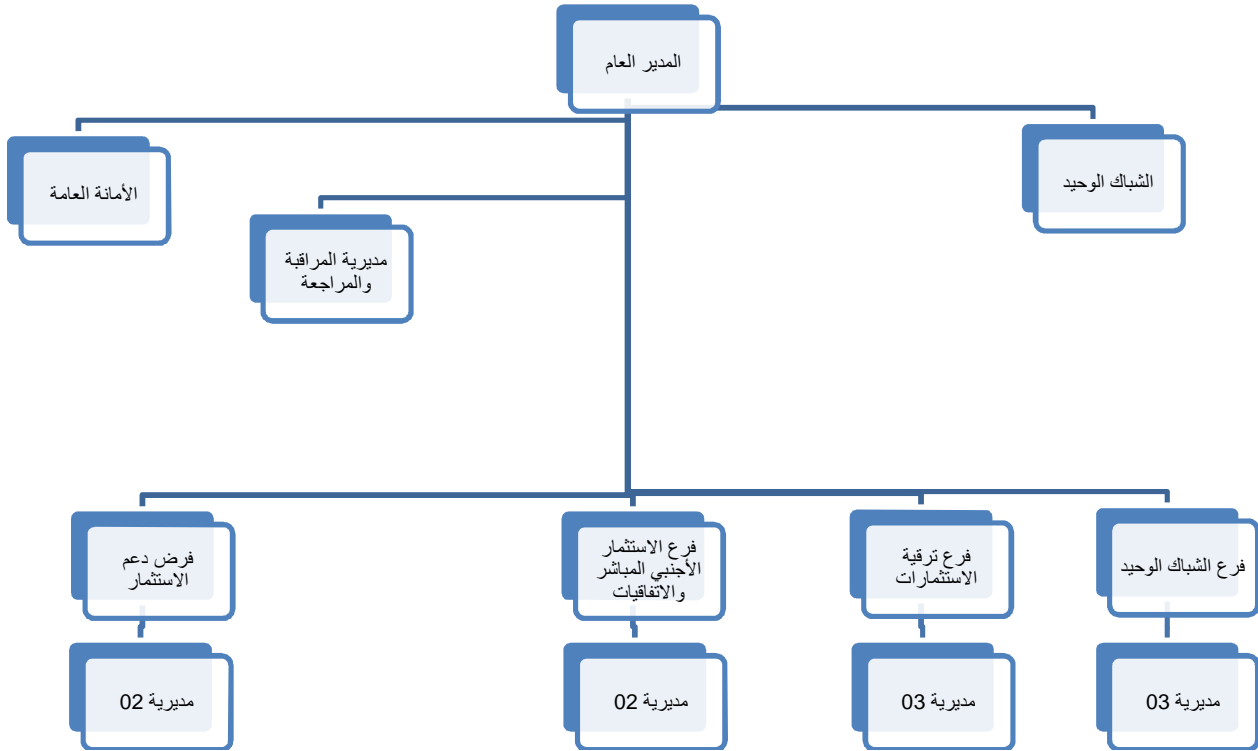 المدير العام
الشباك الوحيد
الأمانة العامة
مديرية المراقبة
والمراجعة
فرع الشباك الوحيد
فرع ترقية
الاستثمارات
فرع الاستثمار
الأجنبي المباشر
والاتفاقيات
فرض دعم
الاستثمار
مديرية 03
مديرية 03
مديرية 02
مديرية 02